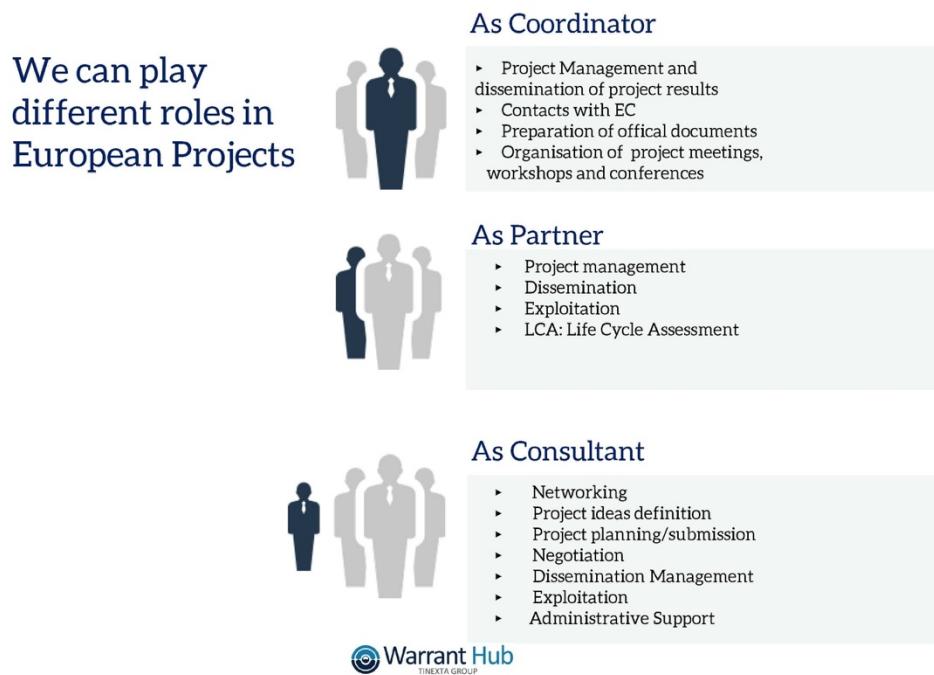 We can play
different roles in
European Projects
As Coordinator
▸ Project Management and
dissemination of project results
▸ Contacts with EC
▸ Preparation of offical documents
▸ Organisation of project meetings,
workshops and conferences
As Partner
▸ Project management
▸ Dissemination
▸ Exploitation
▸ LCA: Life Cycle Assessment
As Consultant
▸ Networking
▸ Project ideas definition
▸ Project planning/submission
▸ Negotiation
▸ Dissemination Management
▸ Exploitation
▸ Administrative Support
Warrant Hub
TINEXTA GROUP